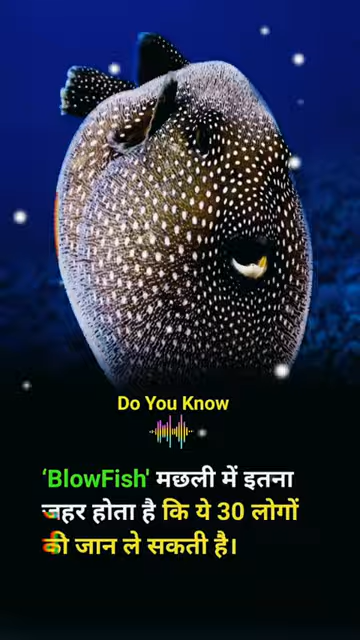 Do You Know
‘BlowFish' मछली में इतना
जहर होता है कि ये 30 लोगों
की जान ले सकती है।